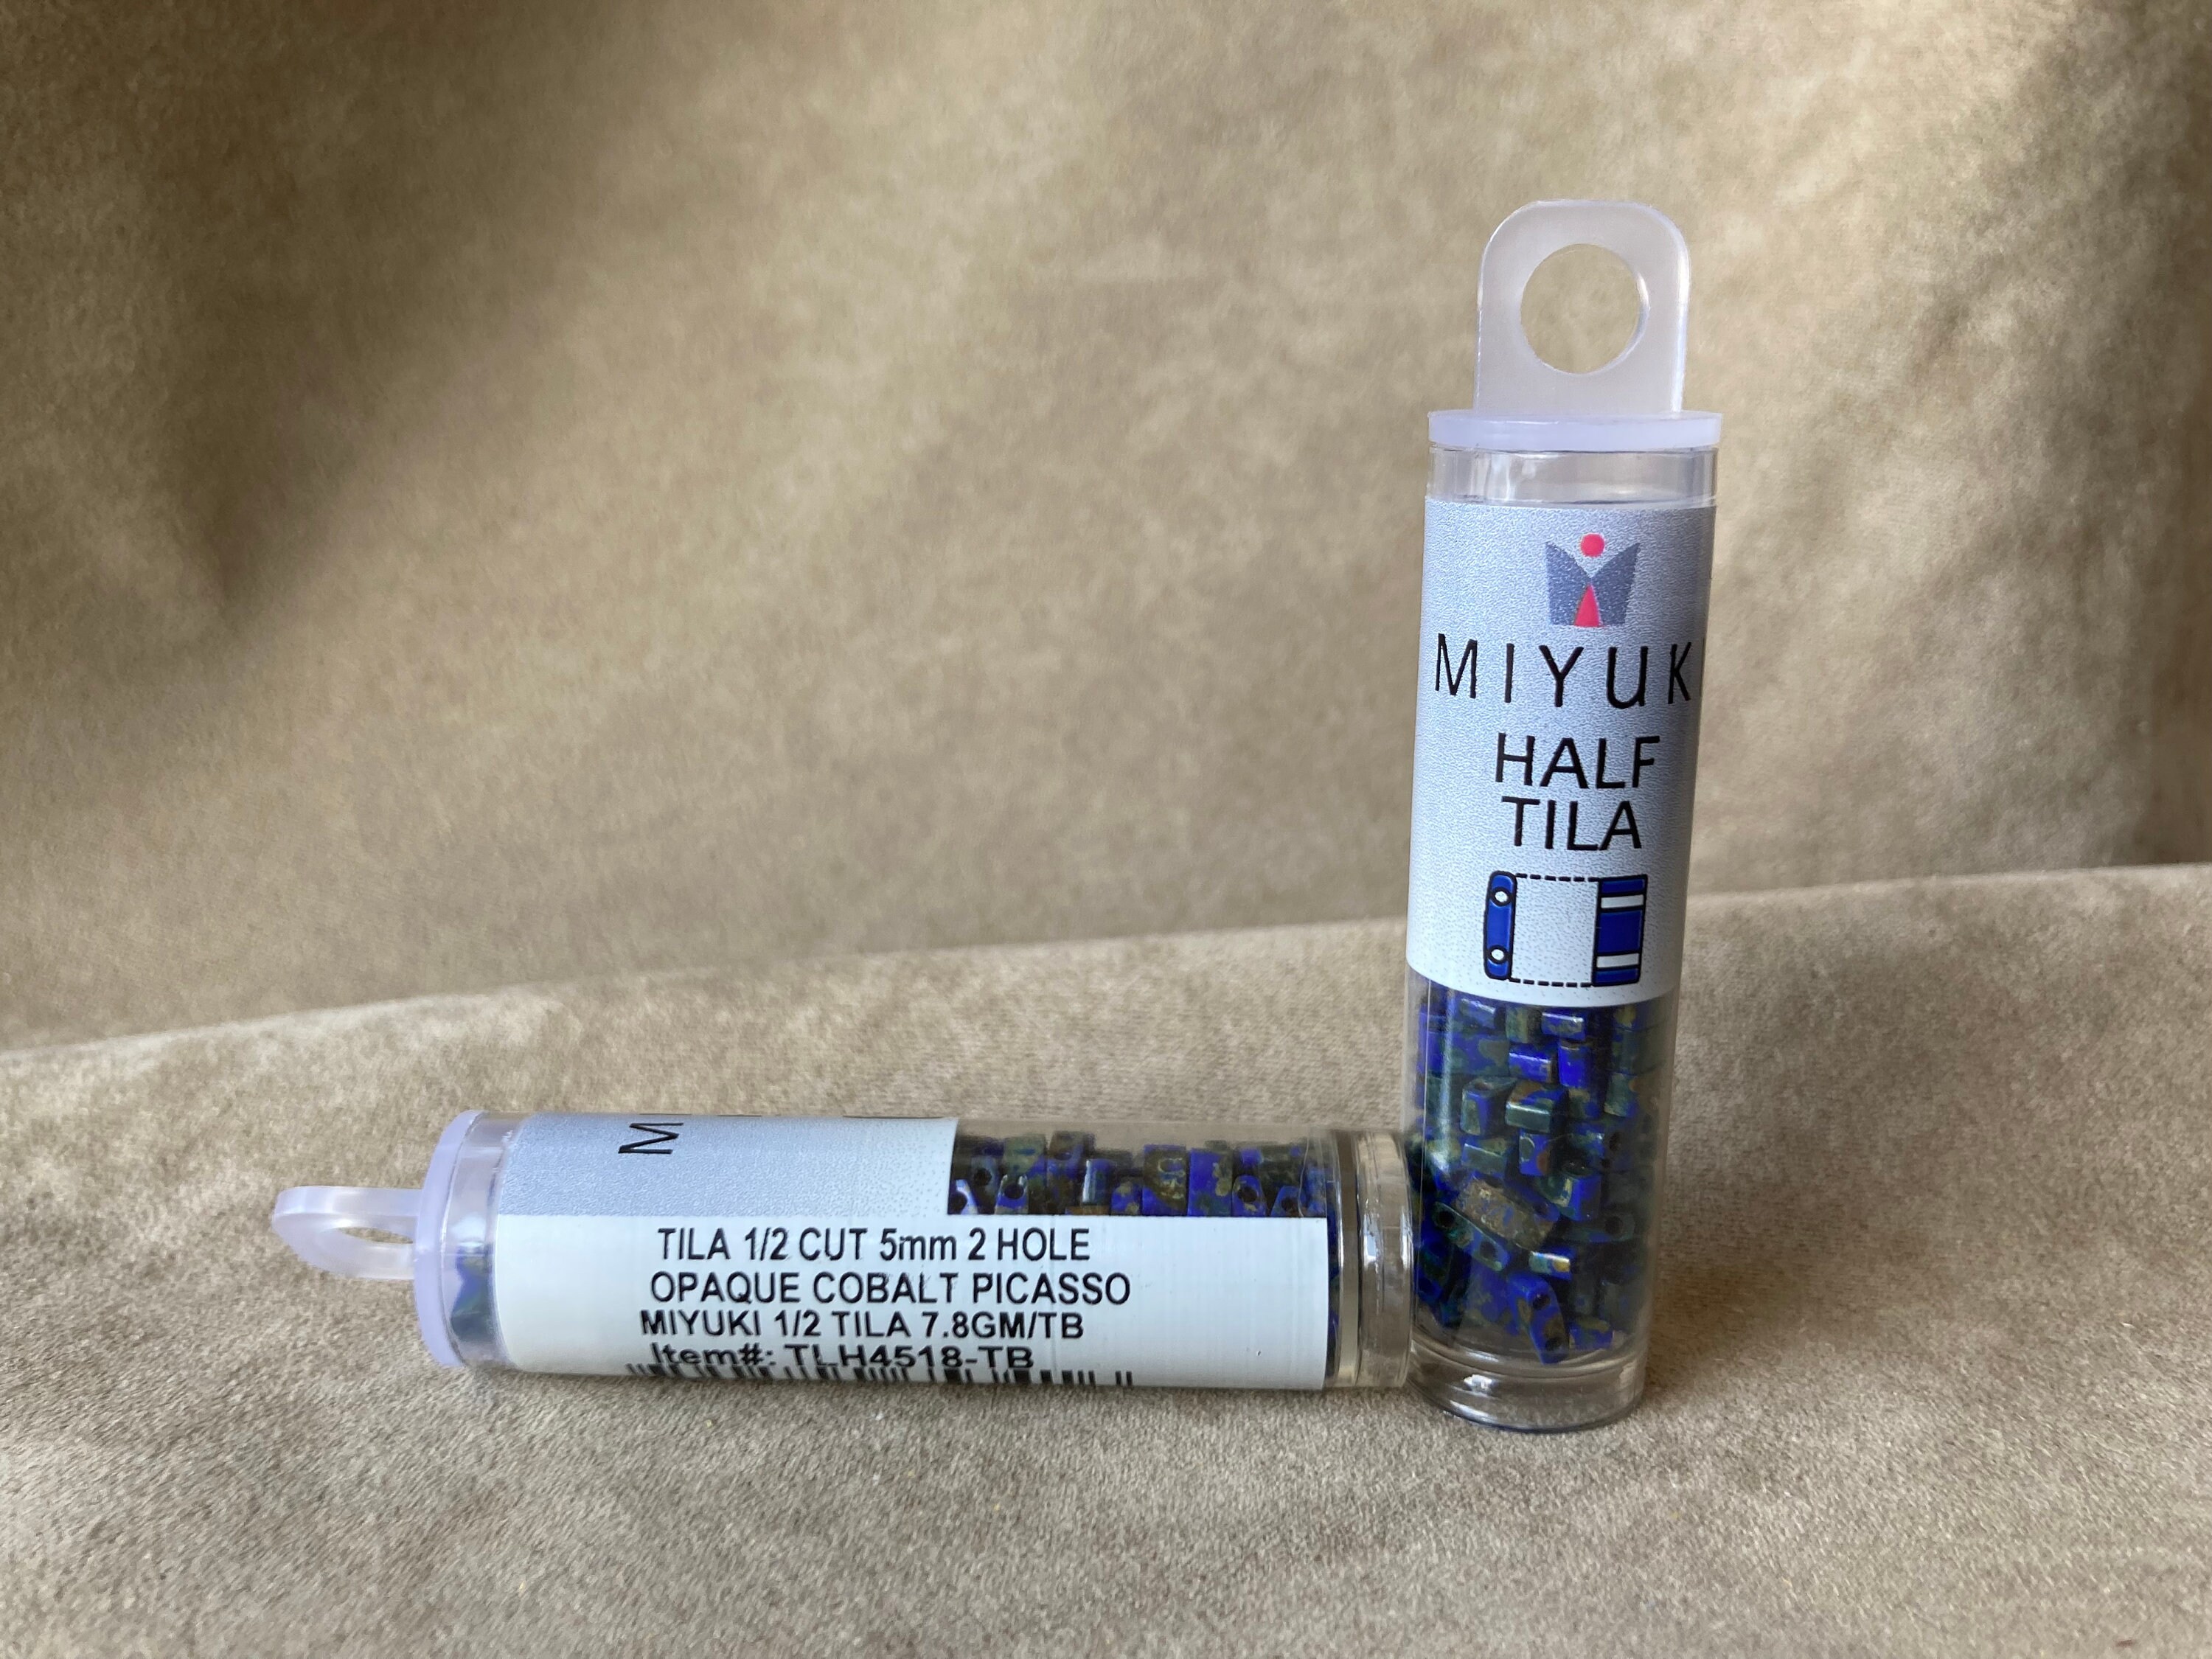 MIYUK
HALF
TILA
M
TILA 1/2 CUT 5mm 2 HOLE
OPAQUE COBALT PICASSO
MIYUKI 1/2 TILA 7.8GM/TB
Item#: TLH4518-TB